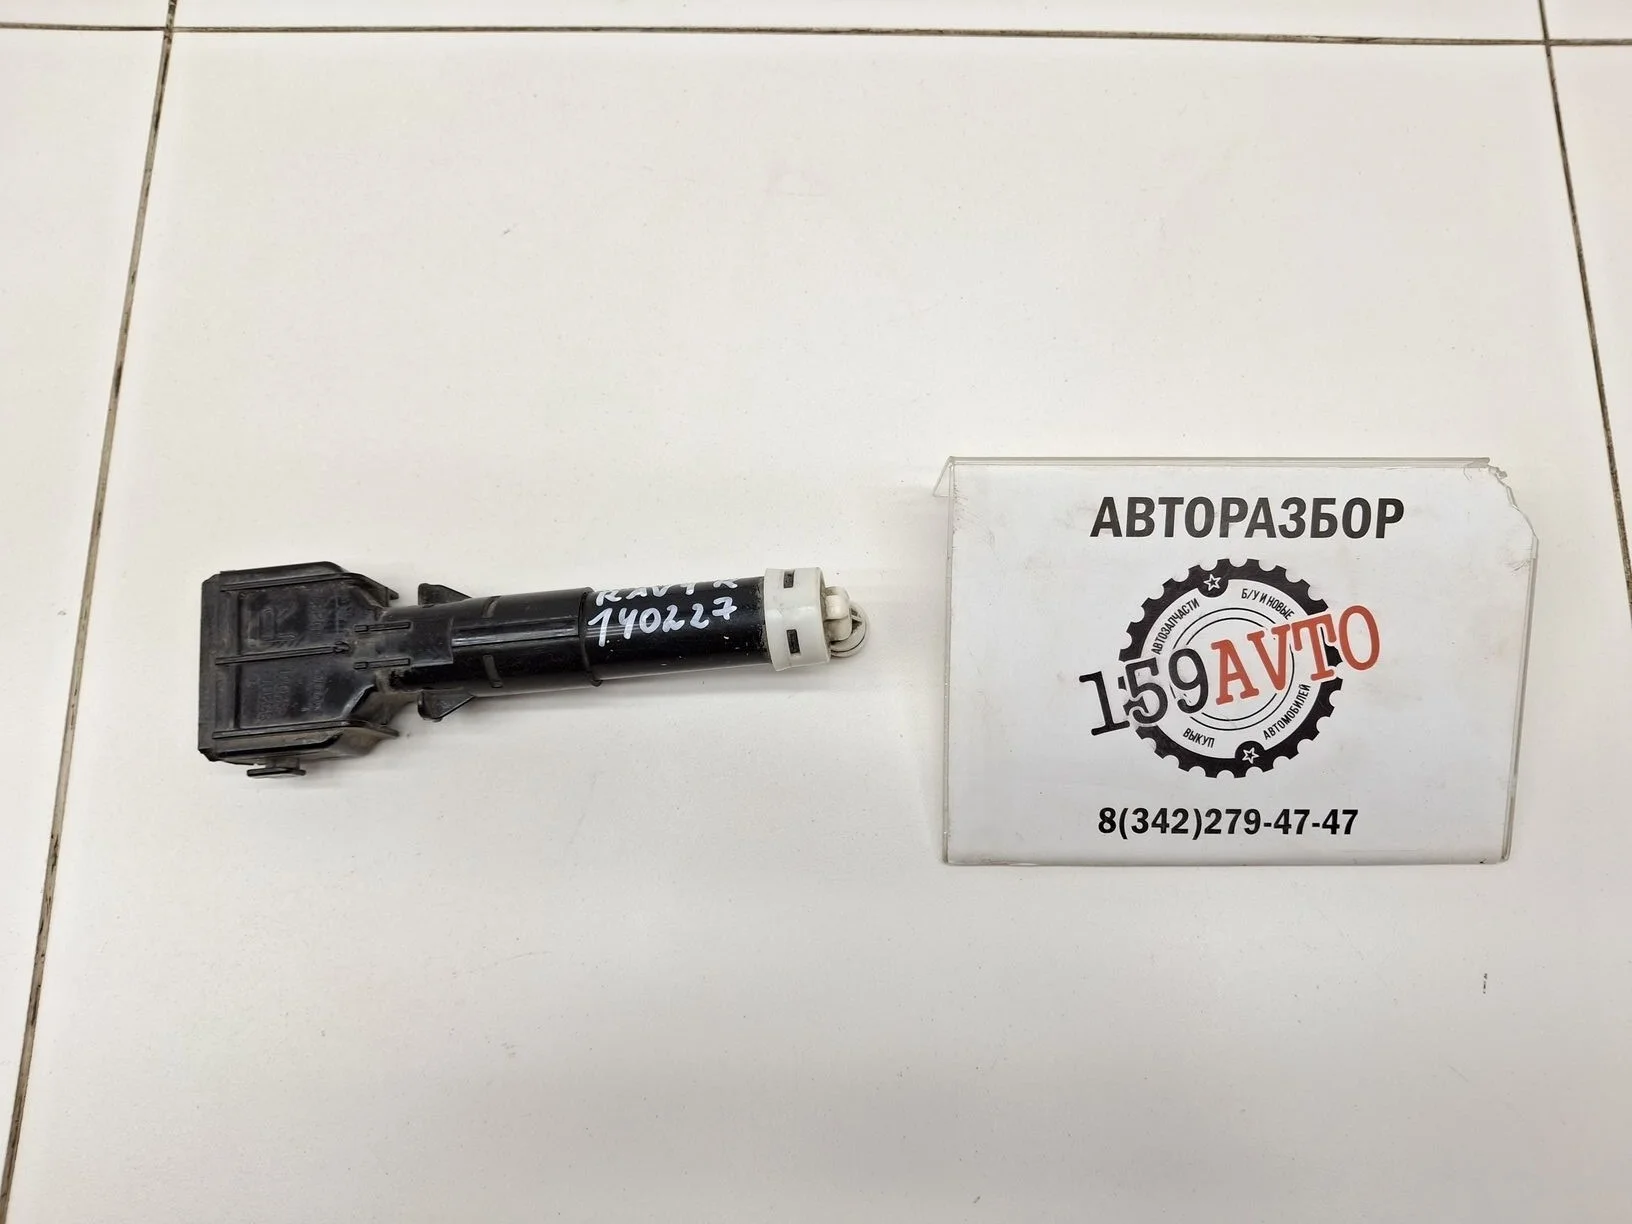 RAV4 R
140227
АВТОРАЗБОР
АВТОЗАПЧАСТИ
Б/У И НОВЫЕ
159AVTO
ВЫКУП
АВТОМОБИЛЕЙ
8(342)279-47-47